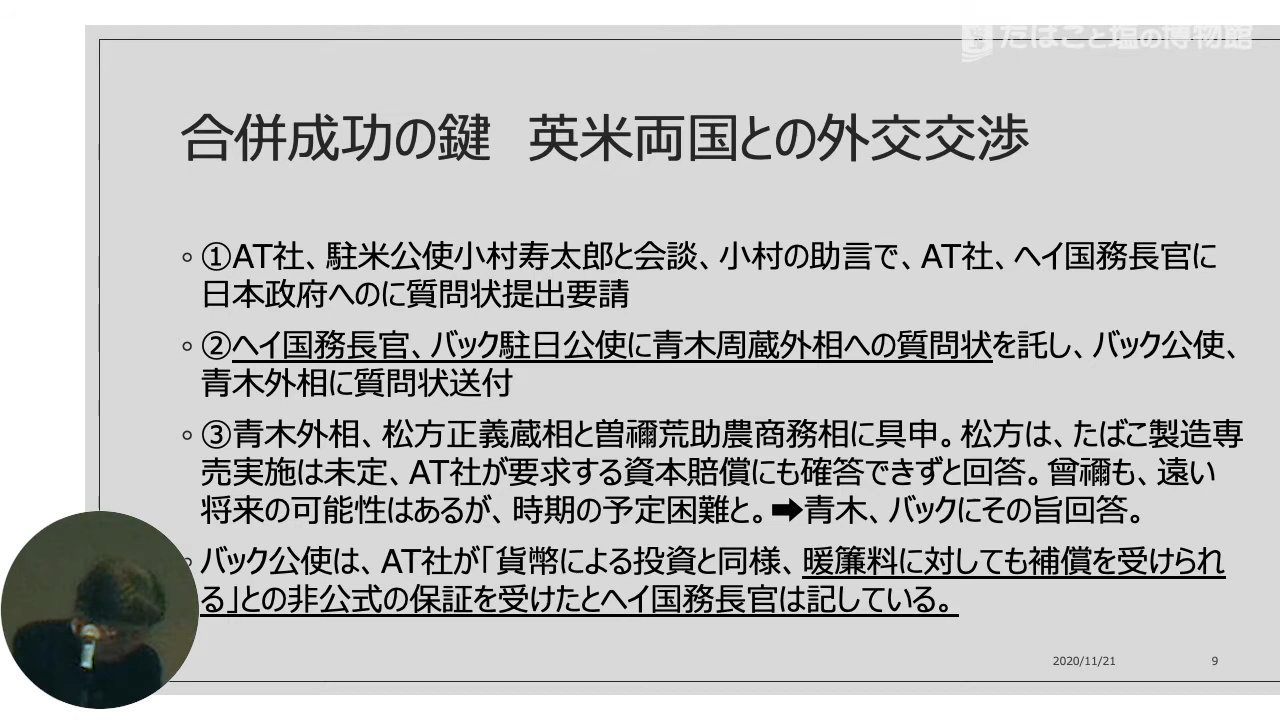 たばこと塩の博物館
合併成功の鍵　英米両国との外交交渉
◦ ①AT社、駐米公使小村寿太郎と会談、小村の助言で、AT社、ヘイ国務長官に
日本政府へのに質問状提出要請
◦ ②ヘイ国務長官、バック駐日公使に青木周蔵外相への質問状を託し、バック公使、
青木外相に質問状送付
◦ ③青木外相、松方正義蔵相と曽禰荒助農商務相に具申。松方は、たばこ製造専
売実施は未定、AT社が要求する資本賠償にも確答できずと回答。曾禰も、遠い
将来の可能性はあるが、時期の予定困難と。➡青木、バックにその旨回答。
◦ バック公使は、AT社が「貨幣による投資と同様、暖簾料に対しても補償を受けられ
る」との非公式の保証を受けたとヘイ国務長官は記している。
2020/11/21
9